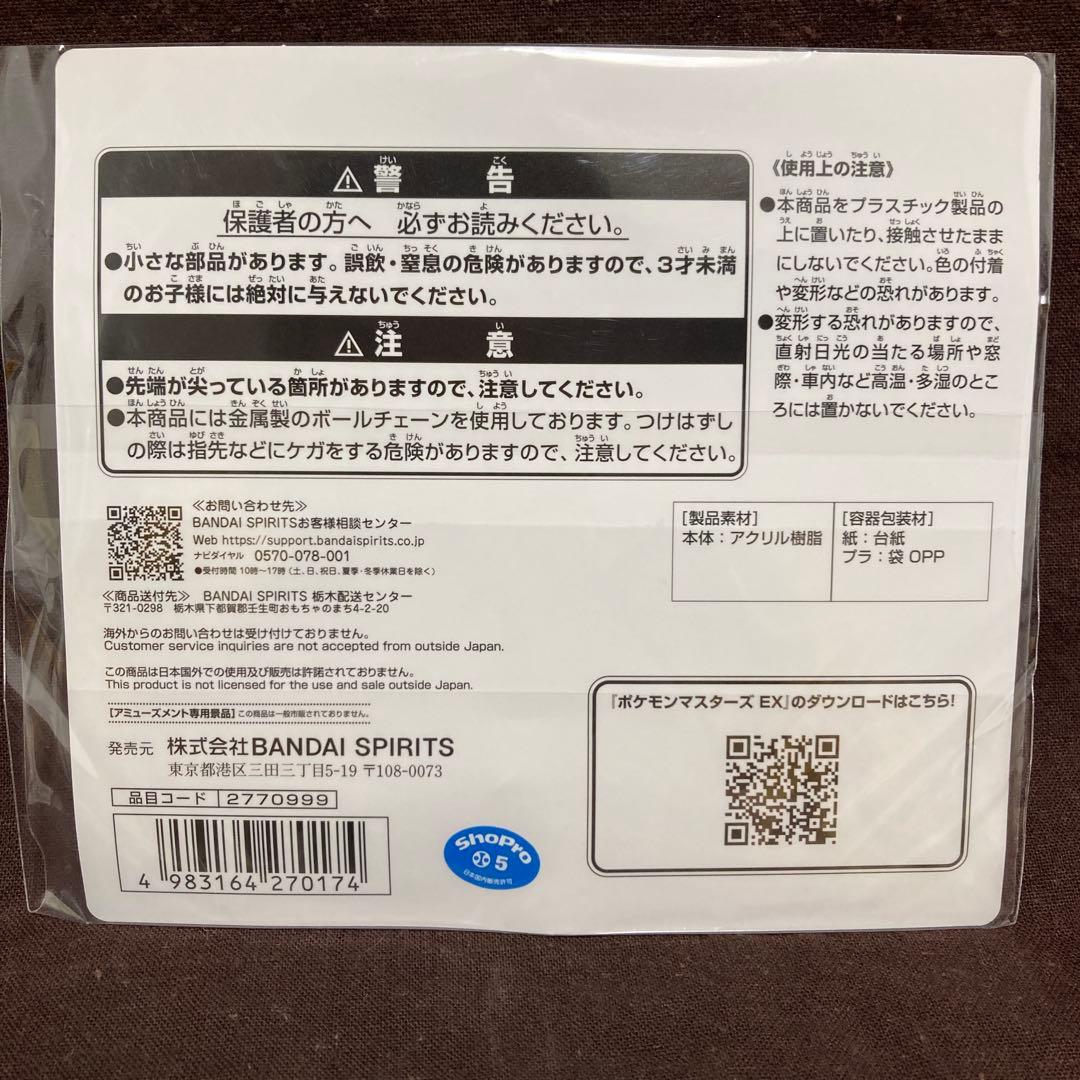 ⚠警告
保護者の方へ 必ずお読みください。
●小さな部品があります。誤飲・窒息の危険がありますので、3才未満
のお子様には絶対に与えないでください。
⚠注意
●先端が尖っている箇所がありますので、注意してください。
●本商品には金属製のボールチェーンを使用しております。つけはずし
の際は指先などにケガをする危険がありますので、注意してください。
《使用上の注意》
●本商品をプラスチック製品の
上に置いたり、接触させたまま
にしないでください。色の付着
や変形などの恐れがあります。
●変形する恐れがありますので、
直射日光の当たる場所や窓
際・車内など高温・多湿のとこ
ろには置かないでください。
≪お問い合わせ先≫
BANDAI SPIRITSお客様相談センター
Web https://support.bandaispirits.co.jp
ナビダイヤル 0570-078-001
●受付時間 10時〜17時 (土、日、祝日、夏季・冬季休業日を除く)
≪商品送付先≫ BANDAI SPIRITS 栃木配送センター
〒321-0298 栃木県下都賀郡壬生町おもちゃのまち4-2-20
海外からのお問い合わせは受け付けておりません。
Customer service inquiries are not accepted from outside Japan.
この商品は日本国外での使用及び販売は許諾されておりません。
This product is not licensed for the use and sale outside Japan.
[アミューズメント専用景品] この商品は一般市販されておりません。
発売元 株式会社BANDAI SPIRITS
東京都港区三田三丁目5-19 〒108-0073
品目コード 2770999
4 983164 270174
[製品素材]
本体:アクリル樹脂
[容器包装材]
紙:台紙
プラ:袋 OPP
『ポケモンマスターズ EX』のダウンロードはこちら!
ShoPro
5
日本国内販売許可